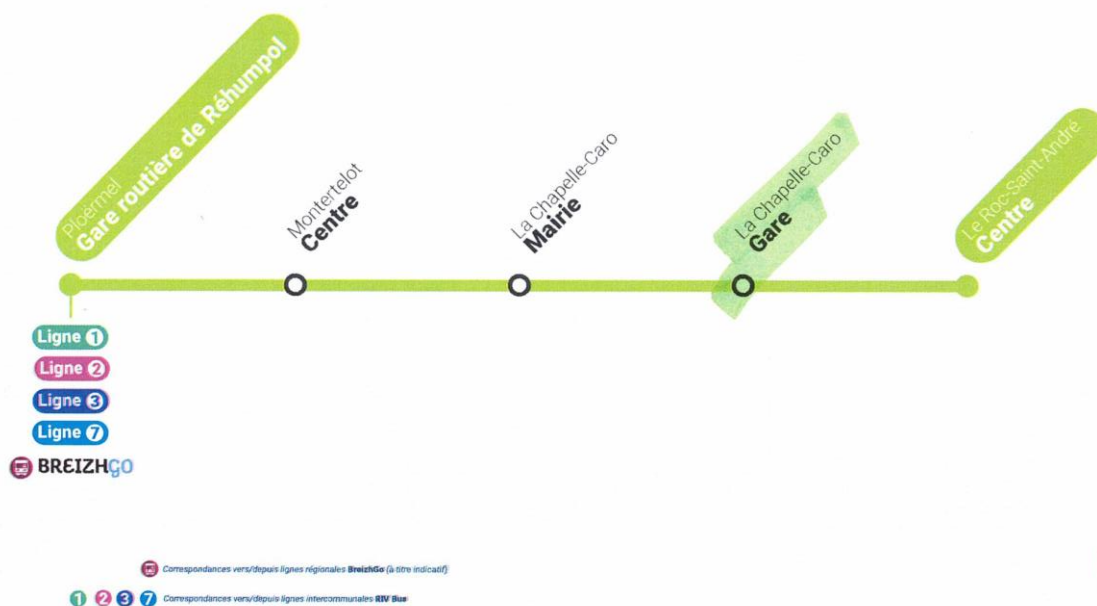 Ploërmel
Gare routière de Réhumpol
Montertelot
Centre
La Chapelle-Caro
Mairie
La Chapelle-Caro
Gare
Le Roc-Saint-André
Centre
Ligne 1
Ligne 2
Ligne 3
Ligne 7
BREIZHGO
Correspondances vers/depuis lignes régionales BreizhGo (à titre indicatif)
1 2 3 7 Correspondances vers/depuis lignes intercommunales RIV Bus